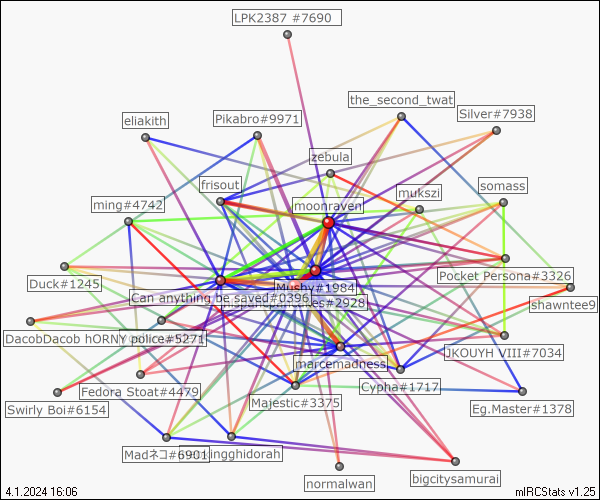 LPK2387 #7690
the_second_twat
Silver#7938
eliakith
Pikabro#9971
zebula
frisout
mukszi
somass
ming#4742
moonraven
Duck#1245
Mushy#1984
Pocket Persona#3326
Can anything be saved#0396
#2928
shawntee9
DacobDacob hORNY police#5271
JKOUYH VIII#7034
marcemadness
Fedora Stoat#4479
Cypha#1717
Swirly Boi#6154
Majestic#3375
Eg.Master#1378
Madネコ#6901
kingghidorah
normalwan
bigcitysamurai
4.1.2024 16:06
mIRCStats v1.25